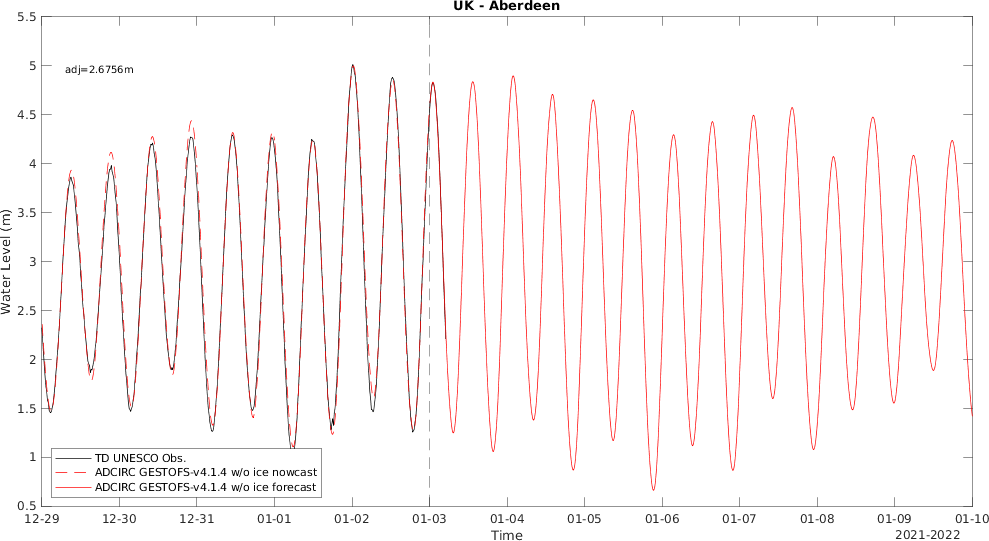 UK - Aberdeen
adj=2.6756m
5.5
5
4.5
4
3.5
3
2.5
2
1.5
1
0.5
Water Level (m)
TD UNESCO Obs.
ADCIRC GESTOFS-v4.1.4 w/o ice nowcast
ADCIRC GESTOFS-v4.1.4 w/o ice forecast
12-29 12-30 12-31 01-01 01-02 01-03 01-04 01-05 01-06 01-07 01-08 01-09 01-10
Time
2021-2022